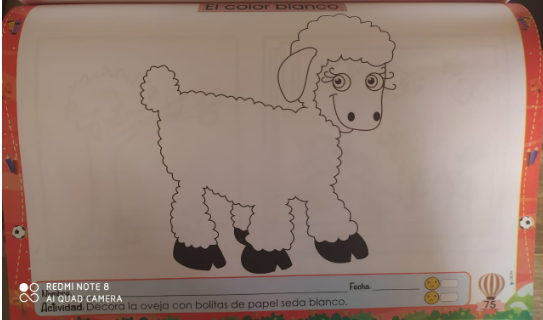 El color blanco
Fecha:
Actividad: Decora la oveja con bolitas de papel seda blanco.
75
REDMI NOTE 8
AI QUAD CAMERA